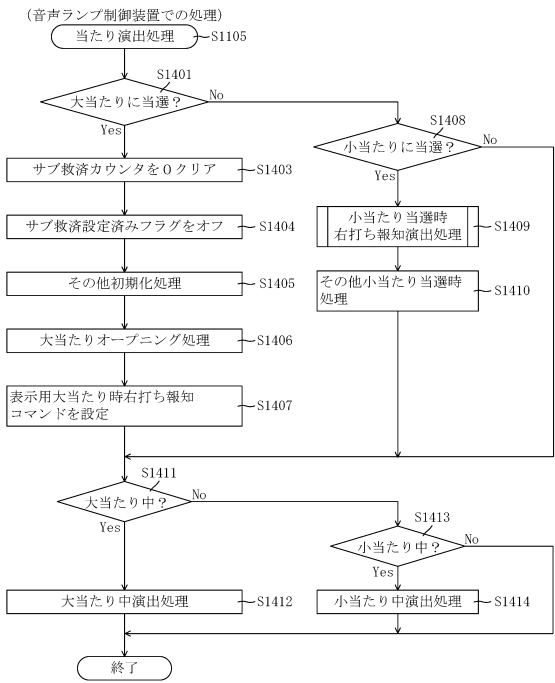 （音声ランプ制御装置での処理）
当たり演出処理
S1105
S1401
大当たりに当選？
No
Yes
S1408
小当たりに当選？
No
Yes
サブ救済カウンタを０クリア
S1403
サブ救済設定済みフラグをオフ
S1404
小当たり当選時
右打ち報知演出処理
S1409
その他初期化処理
S1405
その他小当たり当選時
処理
S1410
大当たりオープニング処理
S1406
表示用大当たり時右打ち報知
コマンドを設定
S1407
S1411
大当たり中？
No
Yes
S1413
小当たり中？
No
Yes
大当たり中演出処理
S1412
小当たり中演出処理
S1414
終了